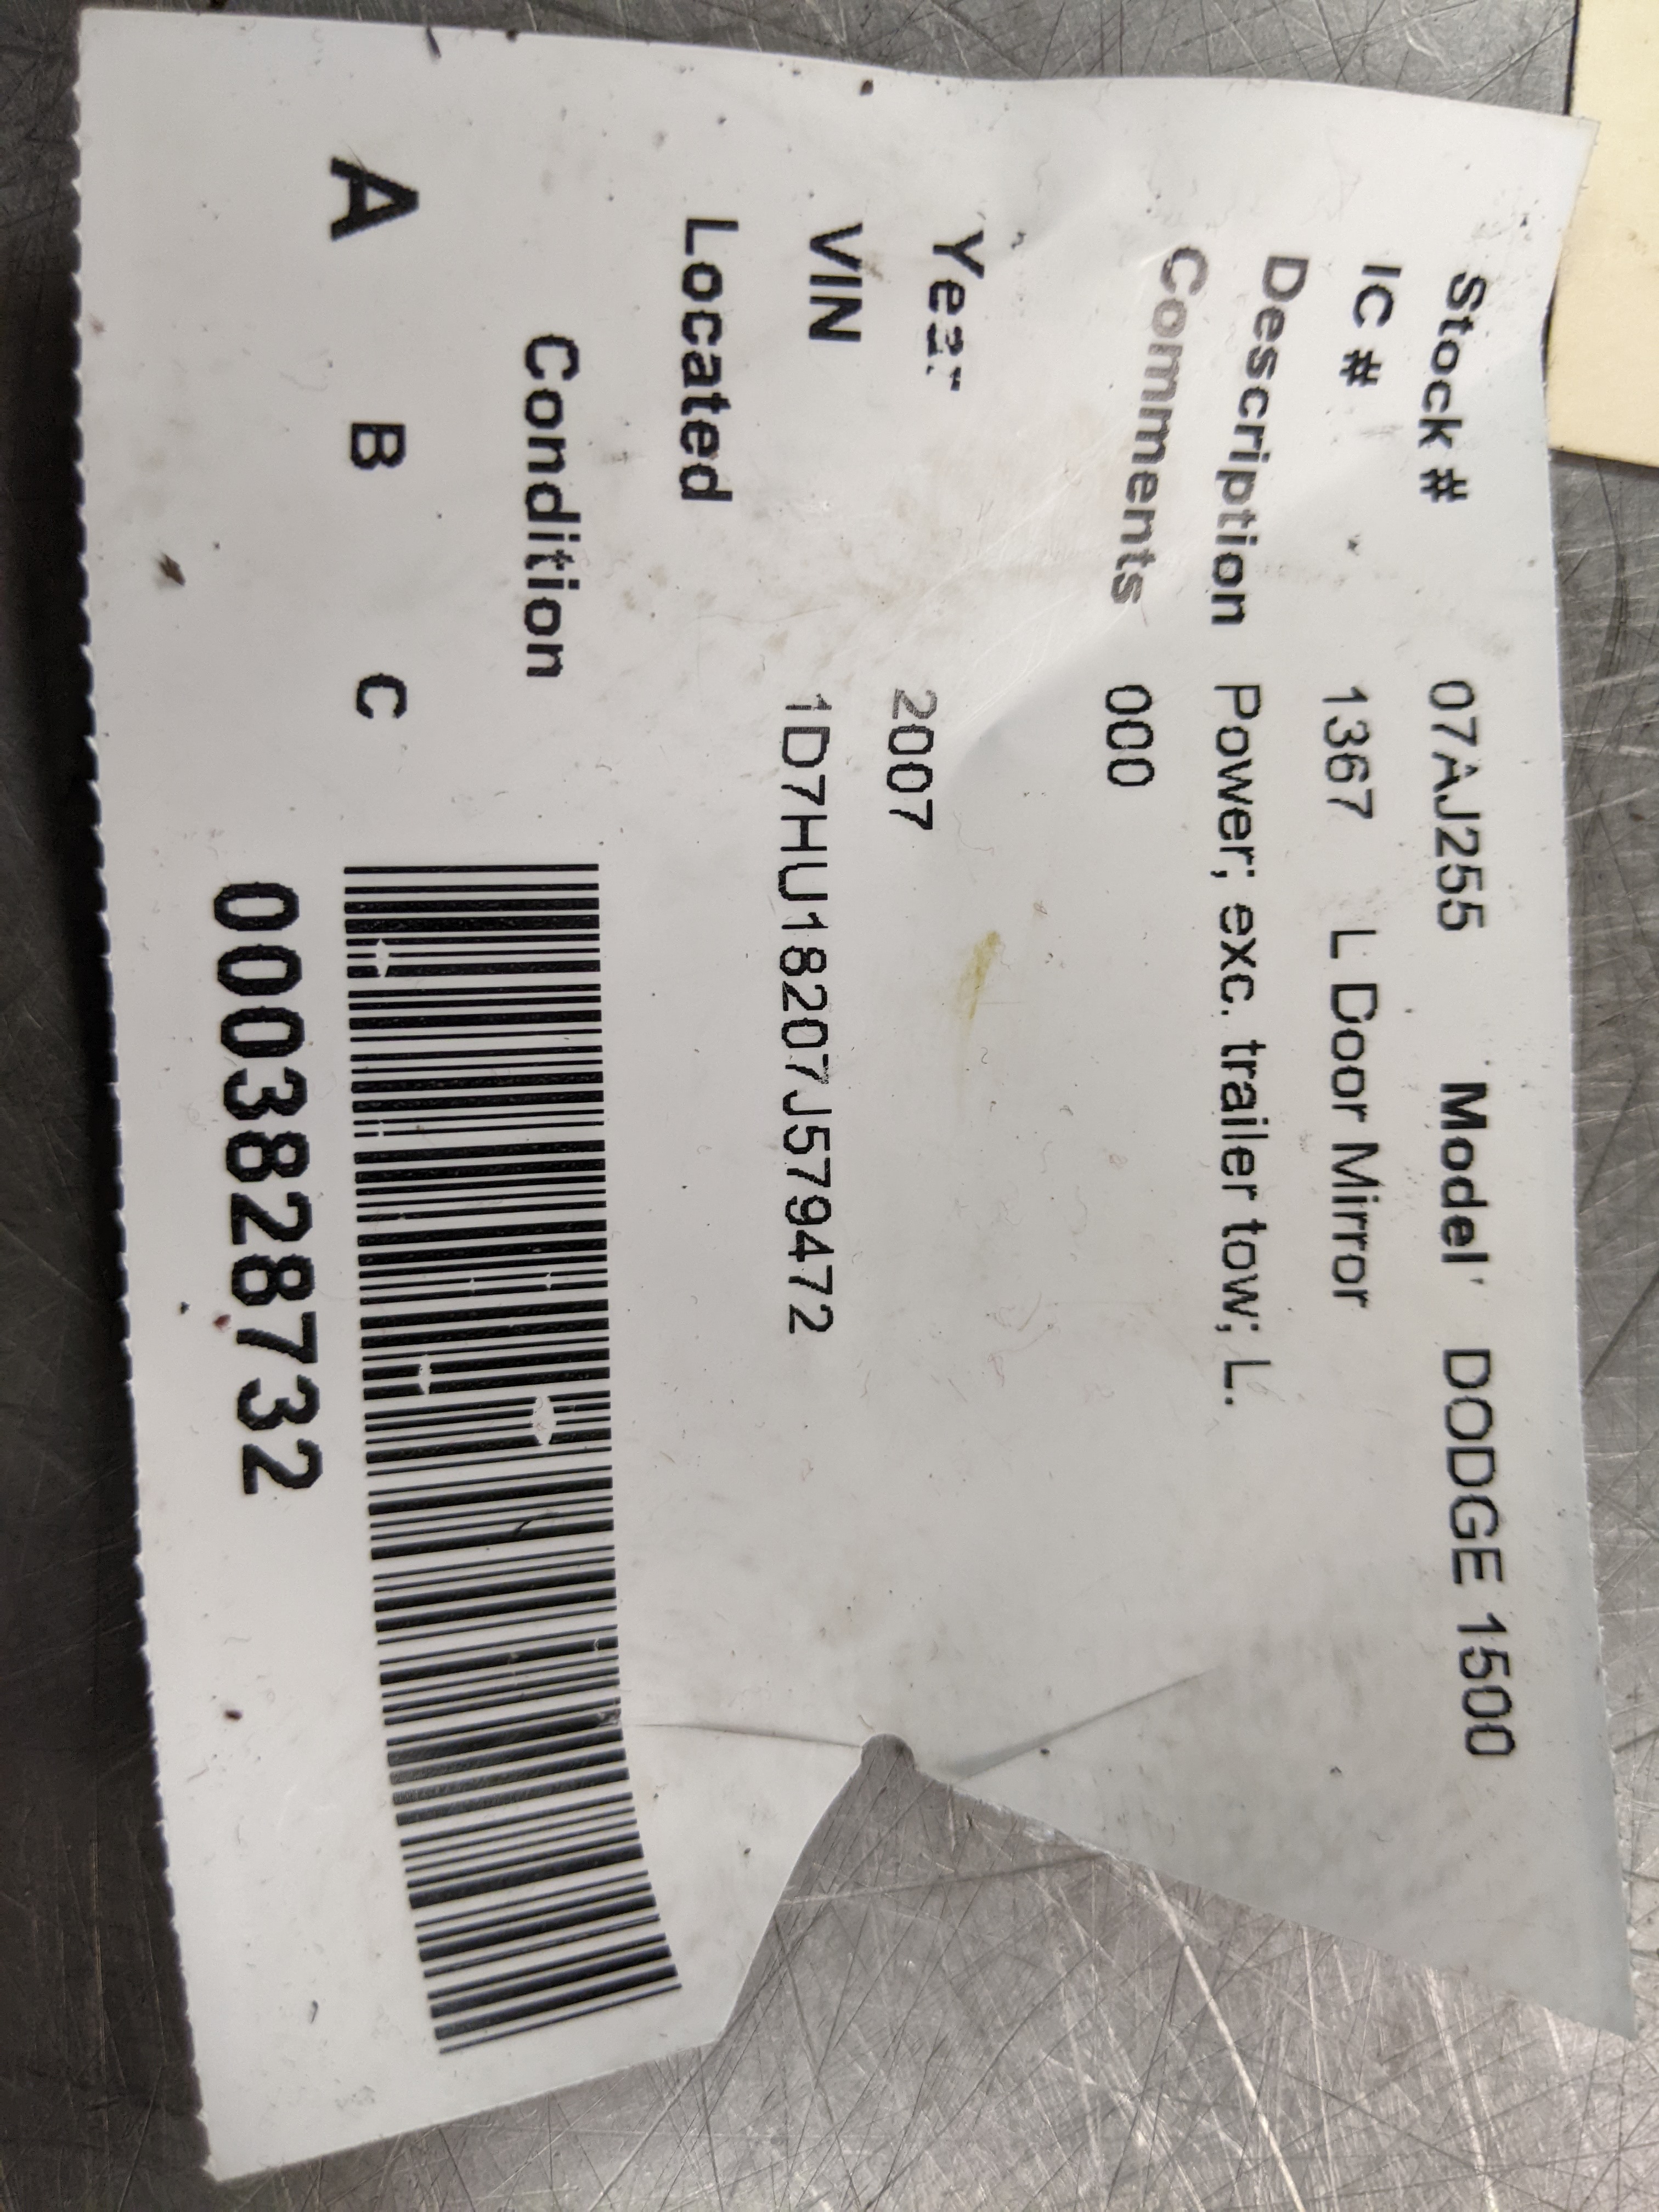 Stock # 07AJ255 Model DODGE 1500
IC # 1367 L Door Mirror
Description Power; exc. trailer tow; L.
Comments 000
Year 2007
VIN 1D7HU18207J579472
Located
Condition
A B C
0003828732